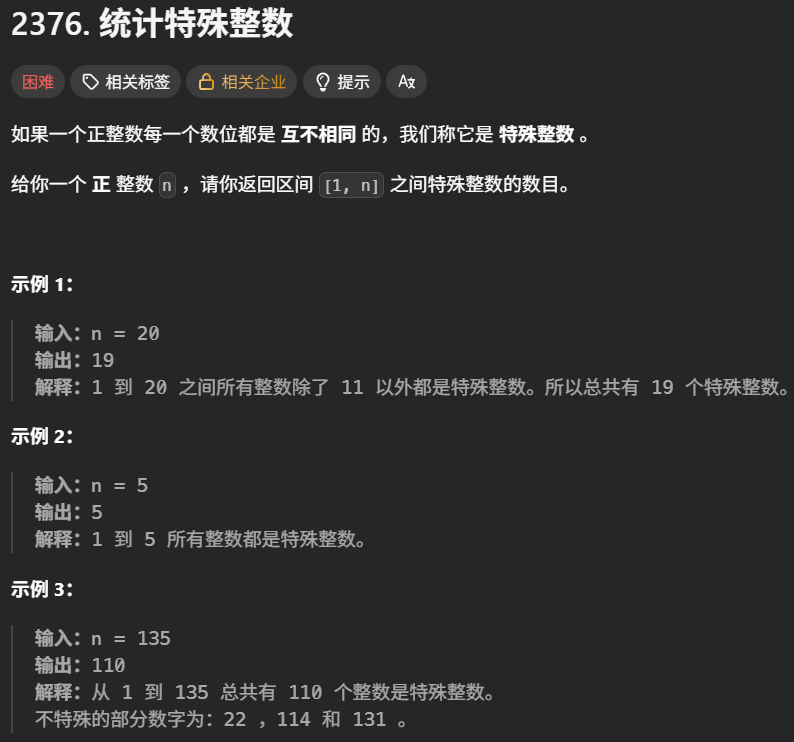 2376. 统计特殊整数
困难 相关标签 相关企业 提示 A文
如果一个正整数每一个数位都是 互不相同 的，我们称它是 特殊整数 。
给你一个 正 整数 n ，请你返回区间 [1, n] 之间特殊整数的数目。
示例 1：
输入：n = 20
输出：19
解释：1 到 20 之间所有整数除了 11 以外都是特殊整数。所以总共有 19 个特殊整数。
示例 2：
输入：n = 5
输出：5
解释：1 到 5 所有整数都是特殊整数。
示例 3：
输入：n = 135
输出：110
解释：从 1 到 135 总共有 110 个整数是特殊整数。
不特殊的部分数字为：22 ，114 和 131 。